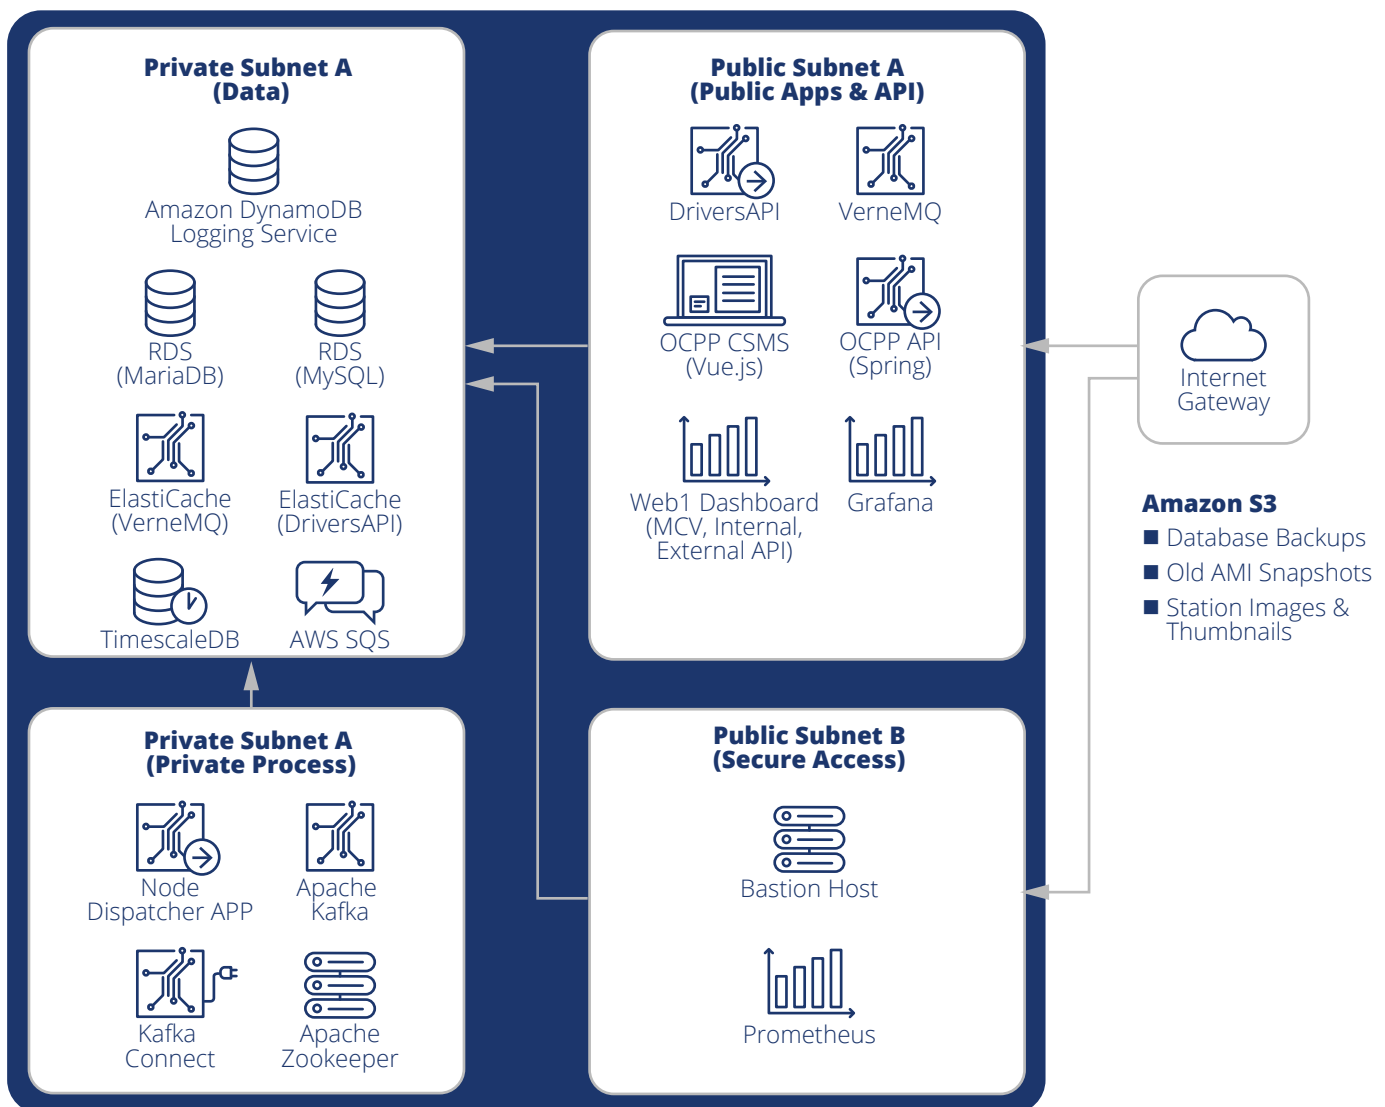 Private Subnet A
(Data)
Amazon DynamoDB
Logging Service
RDS
(MariaDB)
RDS
(MySQL)
ElastiCache
(VerneMQ)
ElastiCache
(DriversAPI)
TimescaleDB
AWS SQS
Private Subnet A
(Private Process)
Node
Dispatcher APP
Apache
Kafka
Kafka
Connect
Apache
Zookeeper
Public Subnet A
(Public Apps & API)
DriversAPI
VerneMQ
OCPP CSMS
(Vue.js)
OCPP API
(Spring)
Web1 Dashboard
(MCV, Internal,
External API)
Grafana
Public Subnet B
(Secure Access)
Bastion Host
Prometheus
Internet
Gateway
Amazon S3
■ Database Backups
■ Old AMI Snapshots
■ Station Images &
Thumbnails